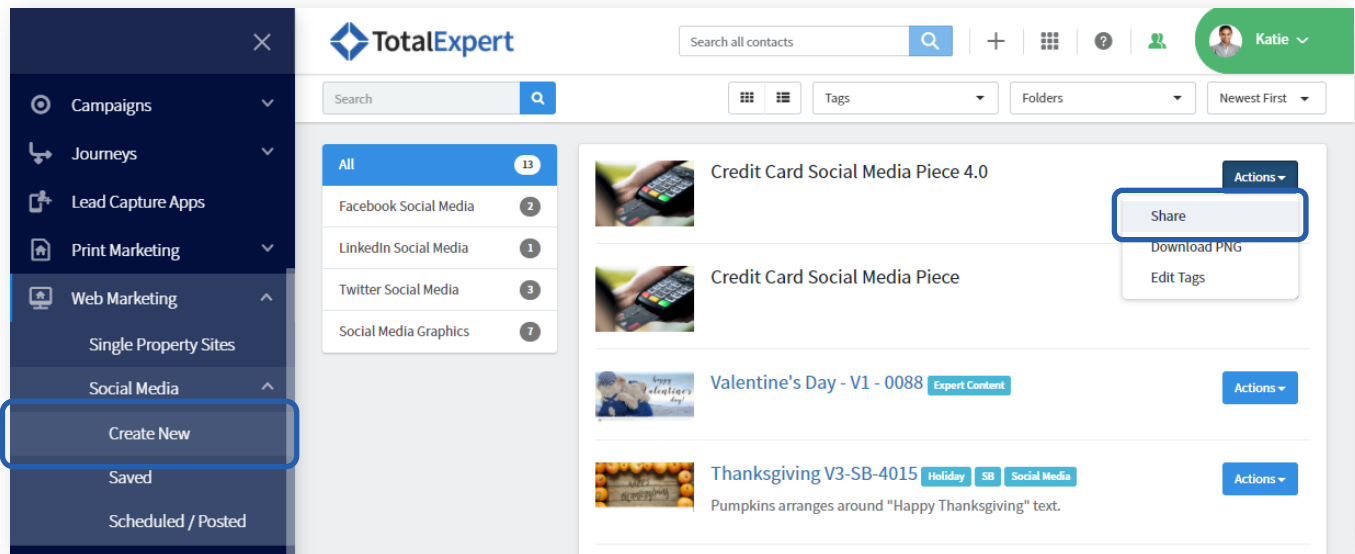 TotalExpert
Search all contacts
Katie
Campaigns
Journeys
Lead Capture Apps
Print Marketing
Web Marketing
Single Property Sites
Social Media
Create New
Saved
Scheduled / Posted
Search
Tags
Folders
Newest First
All 13
Facebook Social Media 2
LinkedIn Social Media 1
Twitter Social Media 3
Social Media Graphics 7
Credit Card Social Media Piece 4.0
Actions
Share
Download PNG
Edit Tags
Credit Card Social Media Piece
happy
valentine's
day!
Valentine's Day - V1 - 0088 Expert Content
Actions
Thanksgiving V3-SB-4015 Holiday SB Social Media
Actions
Pumpkins arranges around "Happy Thanksgiving" text.